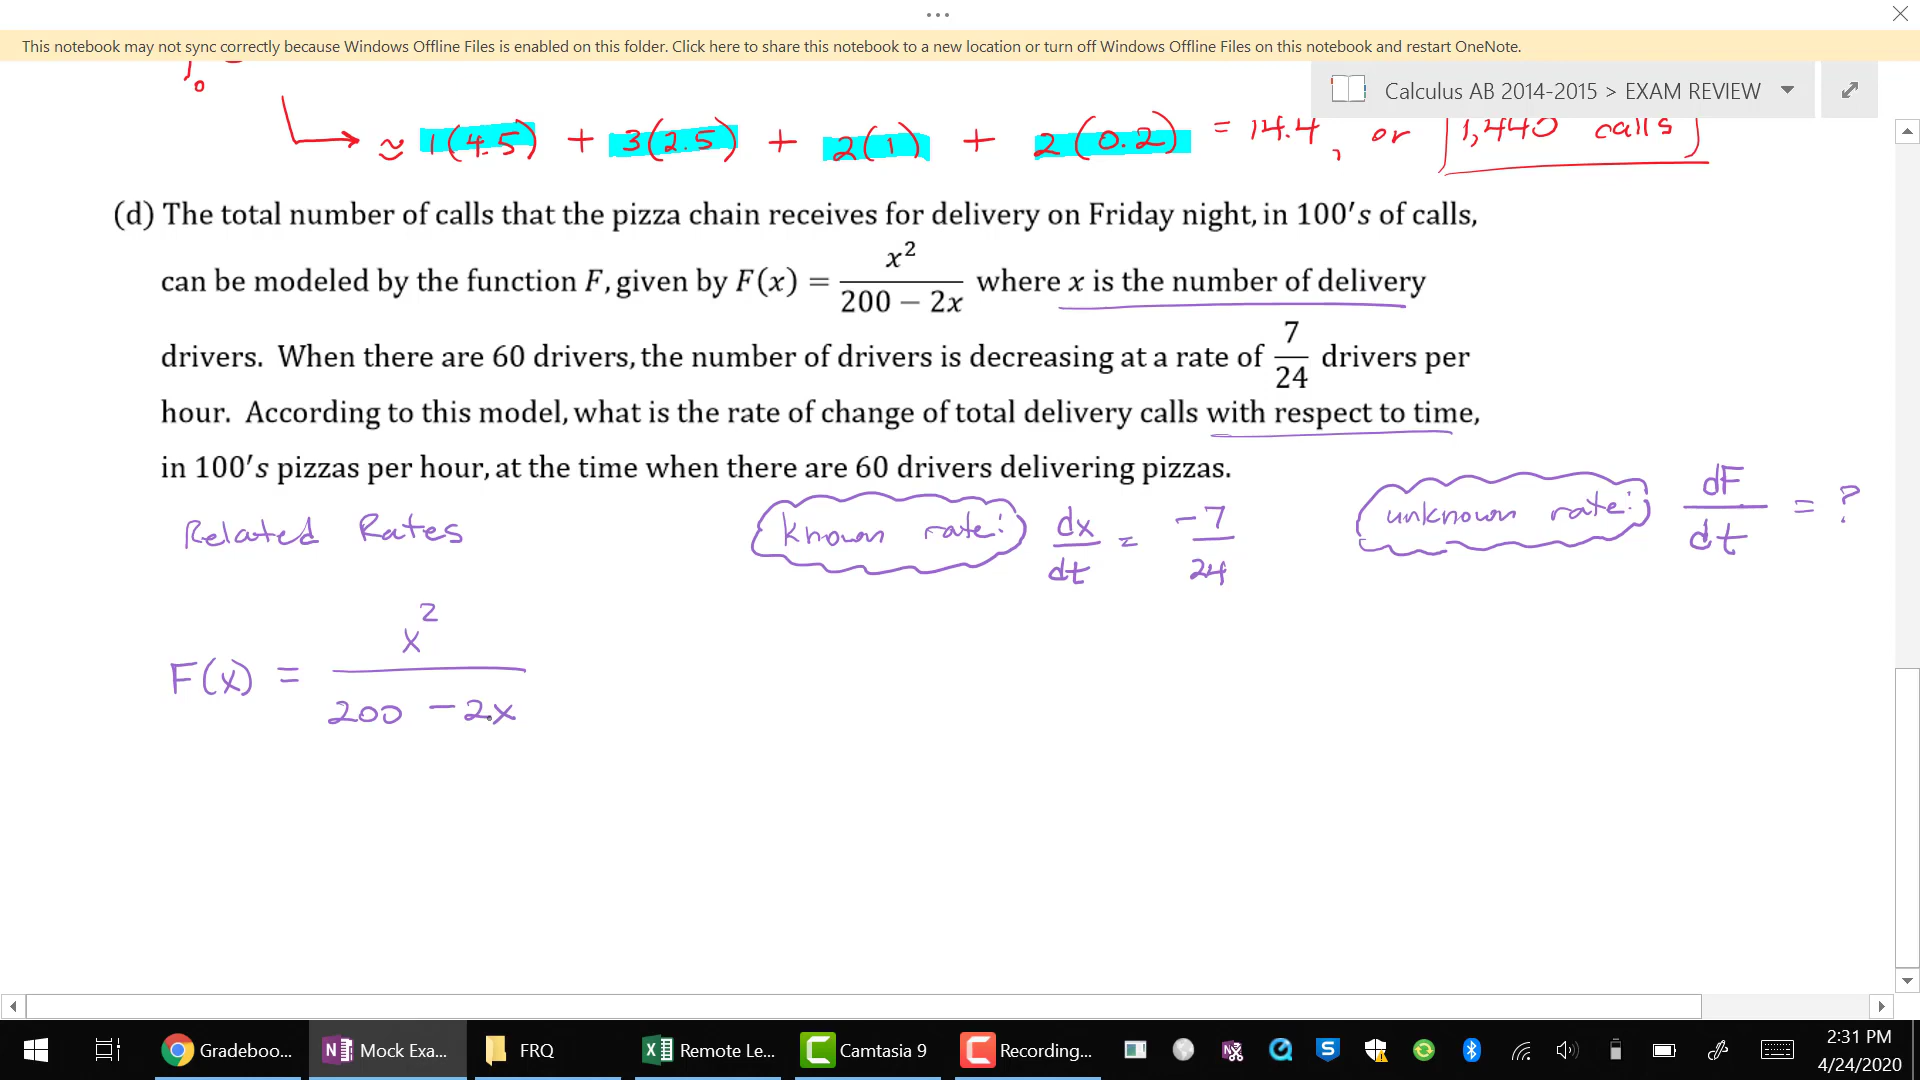 This notebook may not sync correctly because Windows Offline Files is enabled on this folder. Click here to share this notebook to a new location or turn off Windows Offline Files on this notebook and restart OneNote.
Calculus AB 2014-2015 > EXAM REVIEW
0
≈ 1(4.5) + 3(2.5) + 2(1) + 2(0.2) = 14.4, or 1,440 calls
(d) The total number of calls that the pizza chain receives for delivery on Friday night, in 100's of calls,
can be modeled by the function F, given by F(x) = x²/(200 − 2x) where x is the number of delivery
drivers. When there are 60 drivers, the number of drivers is decreasing at a rate of 7/24 drivers per
hour. According to this model, what is the rate of change of total delivery calls with respect to time,
in 100's pizzas per hour, at the time when there are 60 drivers delivering pizzas.
Related Rates known rate: dx/dt = -7/24 unknown rate: dF/dt = ?
F(x) = x²/(200 - 2x)
Gradeboo... Mock Exa... FRQ Remote Le... Camtasia 9 Recording...
2:31 PM
4/24/2020